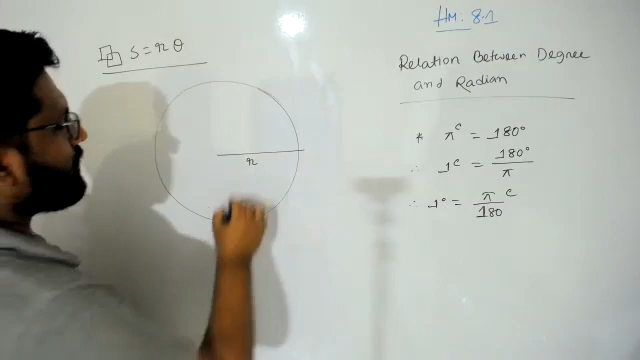 HM: 8.1
S = rθ
r
Relation Between Degree
and Radian
* π^c = 180°
∴ 1^c = 180°/π
∴ 1° = π/180 ^c